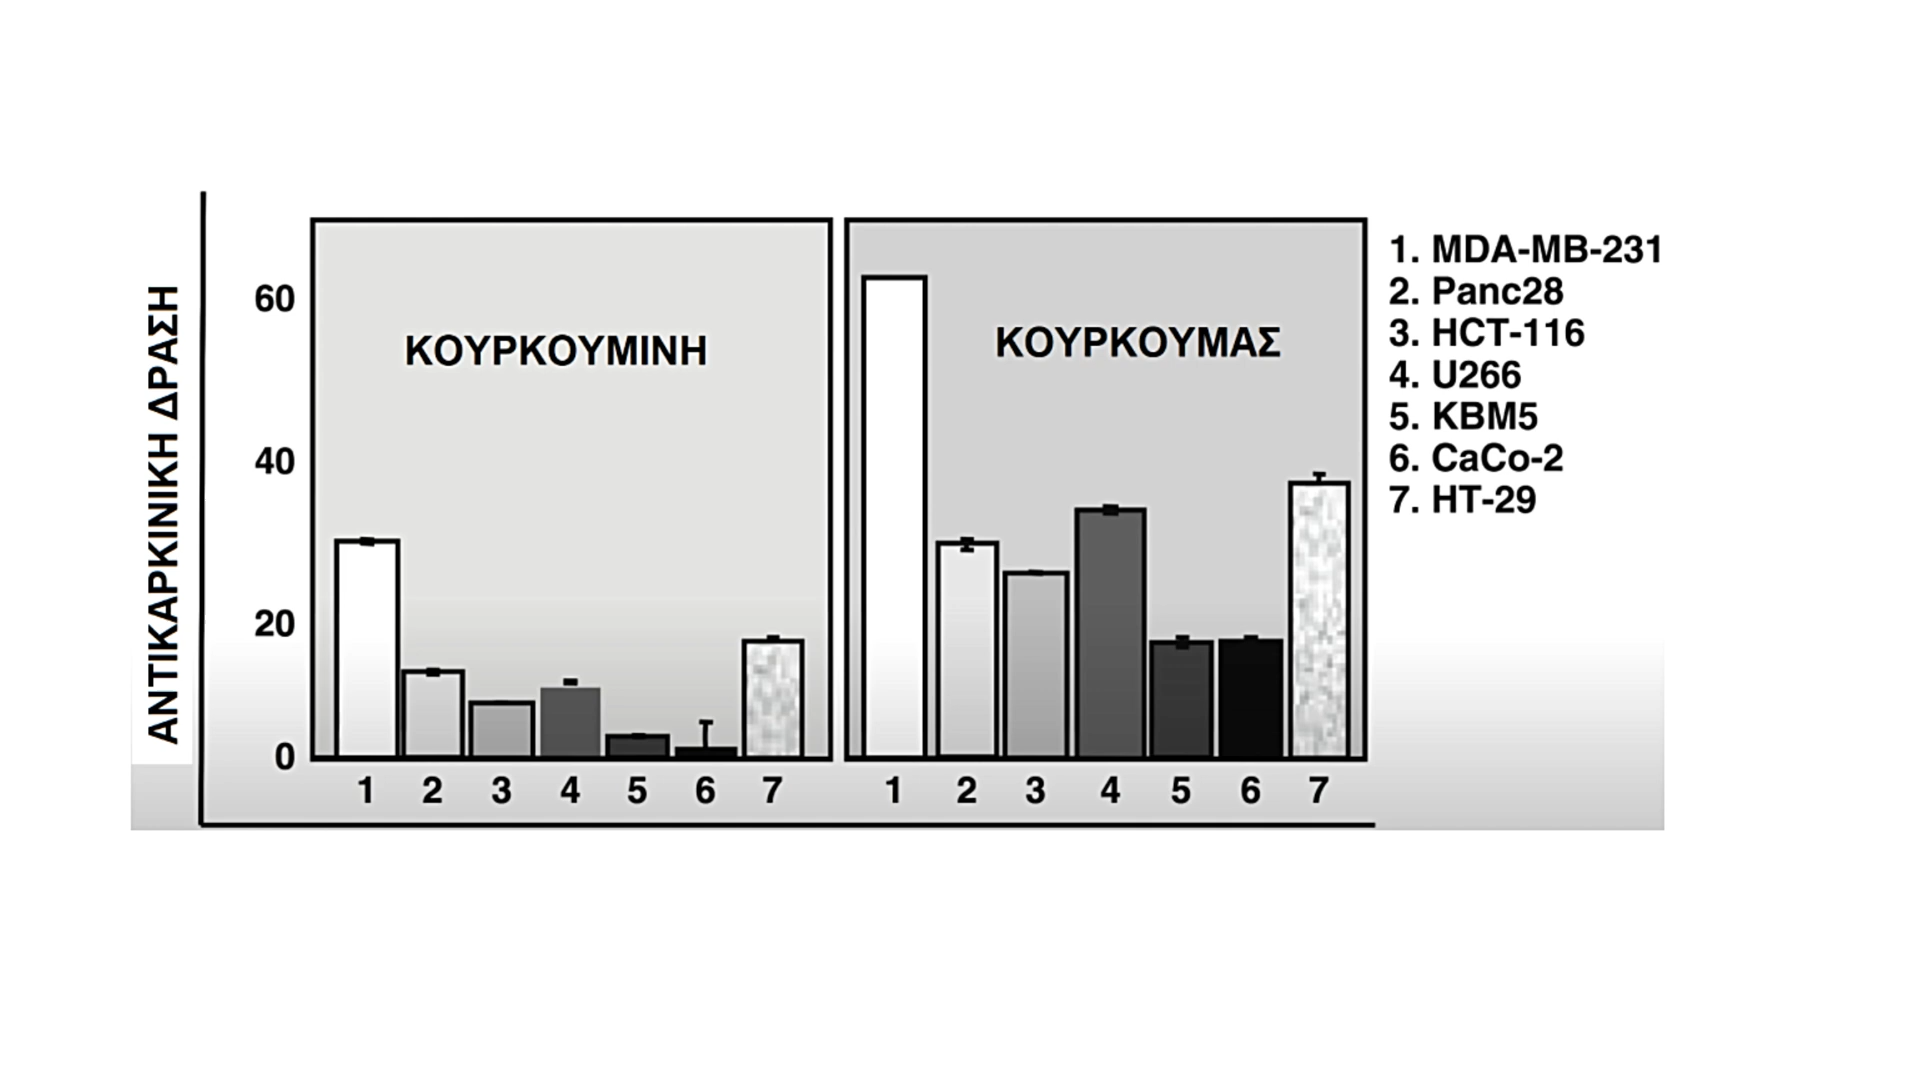 ΑΝΤΙΚΑΡΚΙΝΙΚΗ ΔΡΑΣΗ
60
40
20
0
ΚΟΥΡΚΟΥΜΙΝΗ
1 2 3 4 5 6 7
ΚΟΥΡΚΟΥΜΑΣ
1 2 3 4 5 6 7
1. MDA-MB-231
2. Panc28
3. HCT-116
4. U266
5. KBM5
6. CaCo-2
7. HT-29